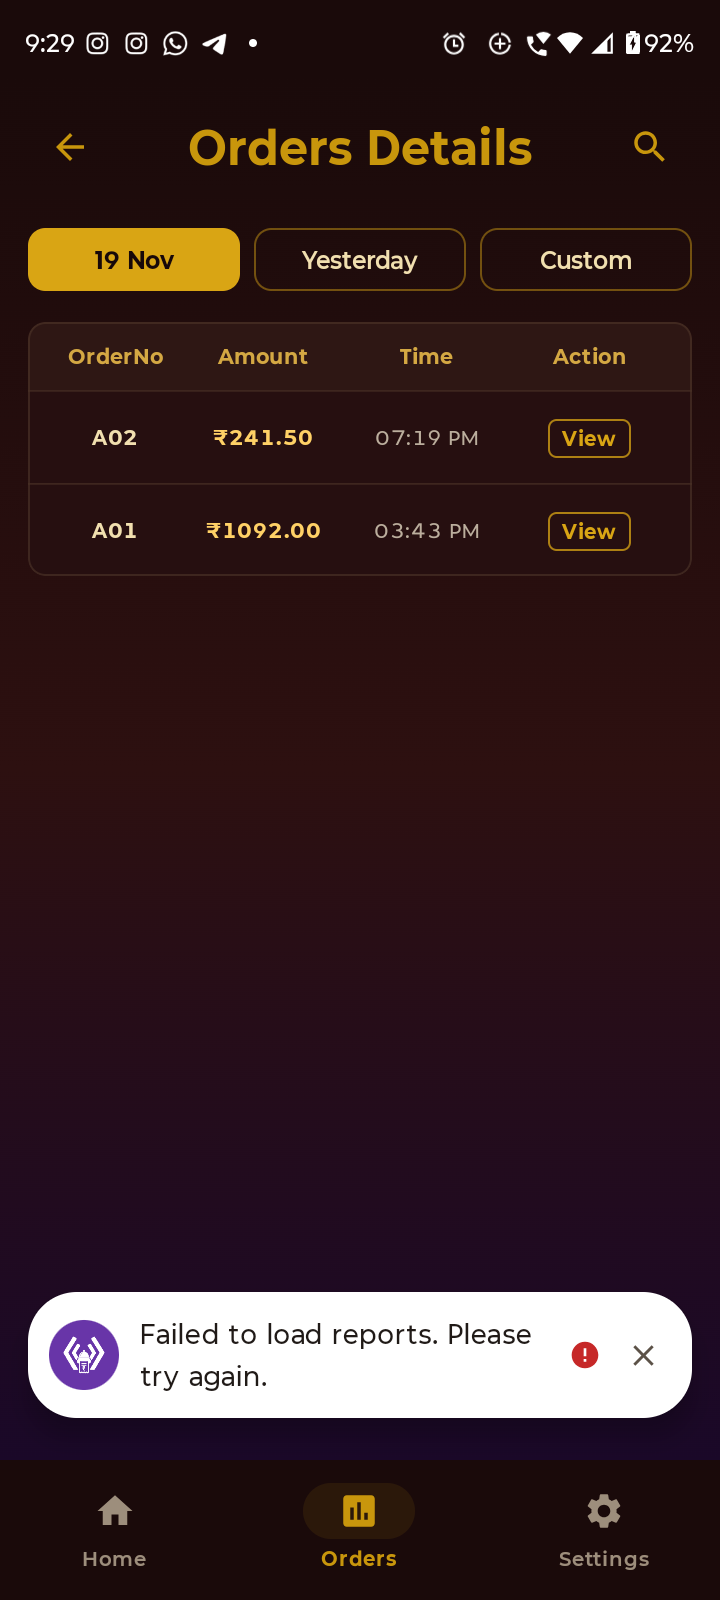 9:29 92%
Orders Details
19 Nov Yesterday Custom
OrderNo Amount Time Action
A02 ₹241.50 07:19 PM View
A01 ₹1092.00 03:43 PM View
Failed to load reports. Please
try again.
Home Orders Settings